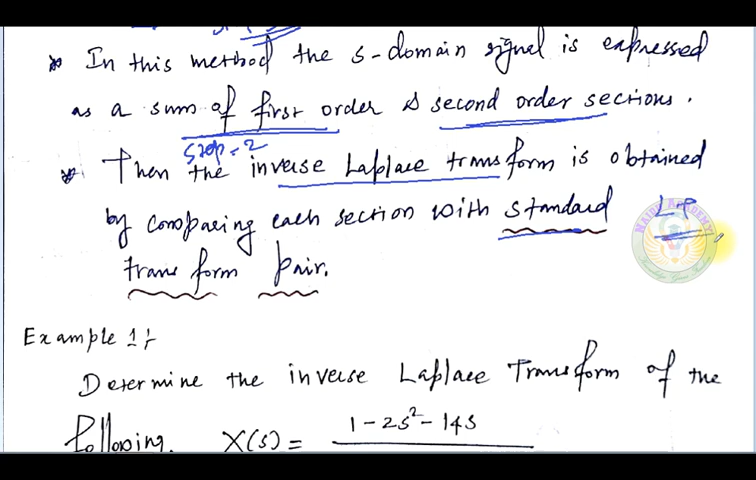 * In this method the s-domain signal is expressed
as a sum of first order & second order sections.
Step-2
* Then the inverse Laplace transform is obtained
by comparing each section with standard LP
transform pair.
Example 1:-
Determine the inverse Laplace Transform of the
following. X(s) = 1-2s²-14s